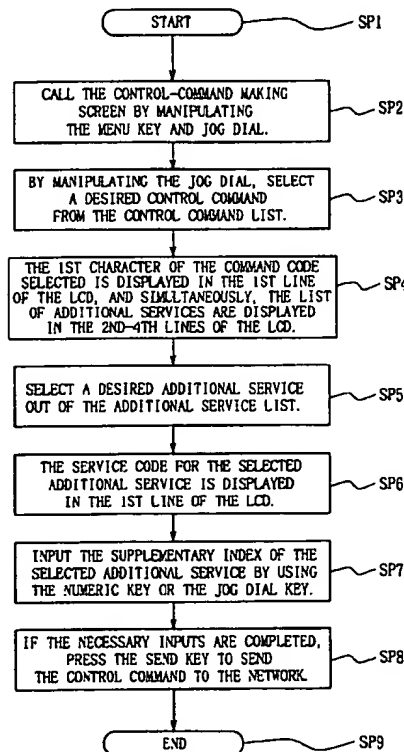 START
SP1
CALL THE CONTROL-COMMAND MAKING
SCREEN BY MANIPULATING
THE MENU KEY AND JOG DIAL.
SP2
BY MANIPULATING THE JOG DIAL, SELECT
A DESIRED CONTROL COMMAND
FROM THE CONTROL COMMAND LIST.
SP3
THE 1ST CHARACTER OF THE COMMAND CODE
SELECTED IS DISPLAYED IN THE 1ST LINE
OF THE LCD, AND SIMULTANEOUSLY, THE LIST
OF ADDITIONAL SERVICES ARE DISPLAYED
IN THE 2ND-4TH LINES OF THE LCD.
SP4
SELECT A DESIRED ADDITIONAL SERVICE
OUT OF THE ADDITIONAL SERVICE LIST.
SP5
THE SERVICE CODE FOR THE SELECTED
ADDITIONAL SERVICE IS DISPLAYED
IN THE 1ST LINE OF THE LCD.
SP6
INPUT THE SUPPLEMENTARY INDEX OF THE
SELECTED ADDITIONAL SERVICE BY USING
THE NUMERIC KEY OR THE JOG DIAL KEY.
SP7
IF THE NECESSARY INPUTS ARE COMPLETED,
PRESS THE SEND KEY TO SEND
THE CONTROL COMMAND TO THE NETWORK.
SP8
END
SP9